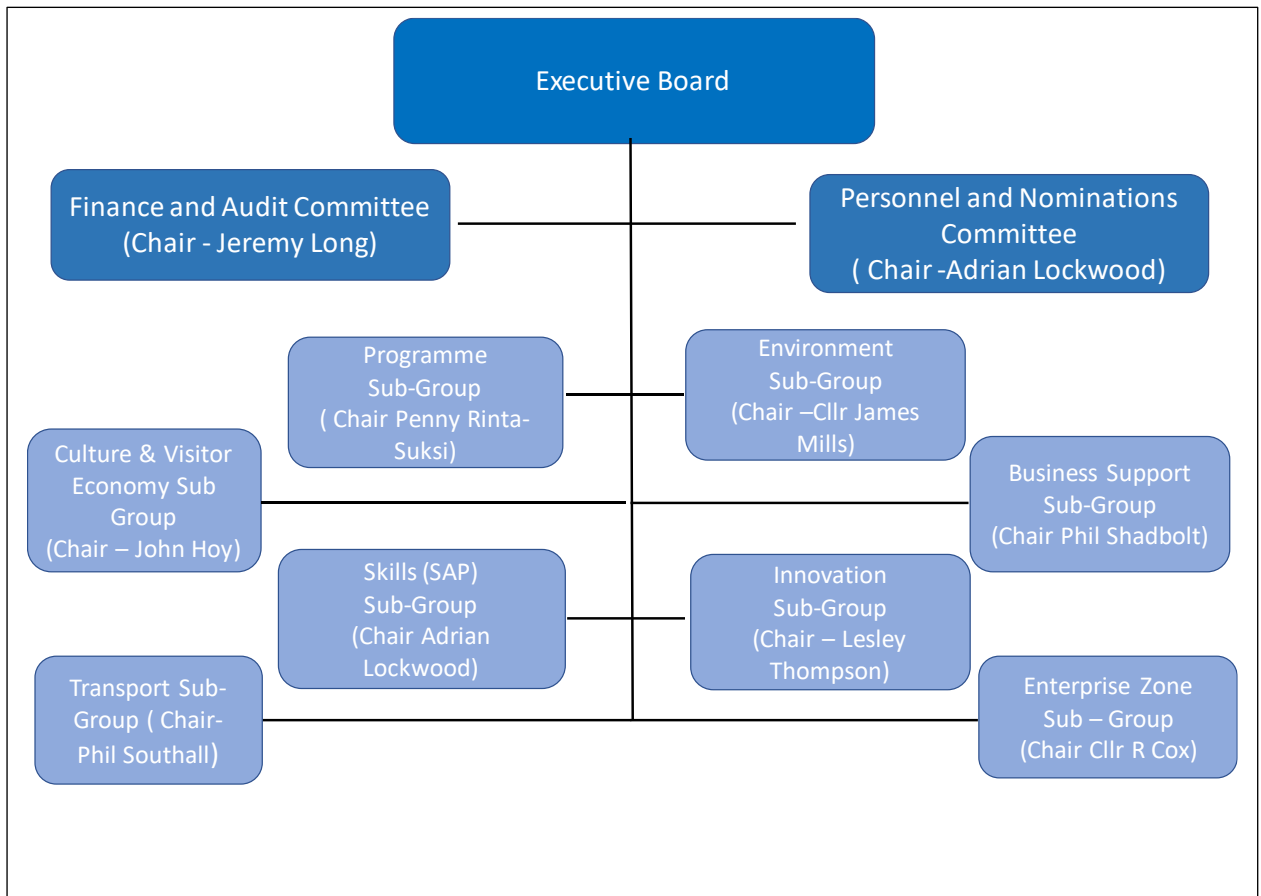 Executive Board
Finance and Audit Committee
(Chair - Jeremy Long)
Personnel and Nominations
Committee
( Chair -Adrian Lockwood)
Programme
Sub-Group
( Chair Penny Rinta-
Suksi)
Environment
Sub-Group
(Chair –Cllr James
Mills)
Culture & Visitor
Economy Sub
Group
(Chair – John Hoy)
Business Support
Sub-Group
(Chair Phil Shadbolt)
Skills (SAP)
Sub-Group
(Chair Adrian
Lockwood)
Innovation
Sub-Group
(Chair – Lesley
Thompson)
Transport Sub-
Group ( Chair-
Phil Southall)
Enterprise Zone
Sub – Group
(Chair Cllr R Cox)